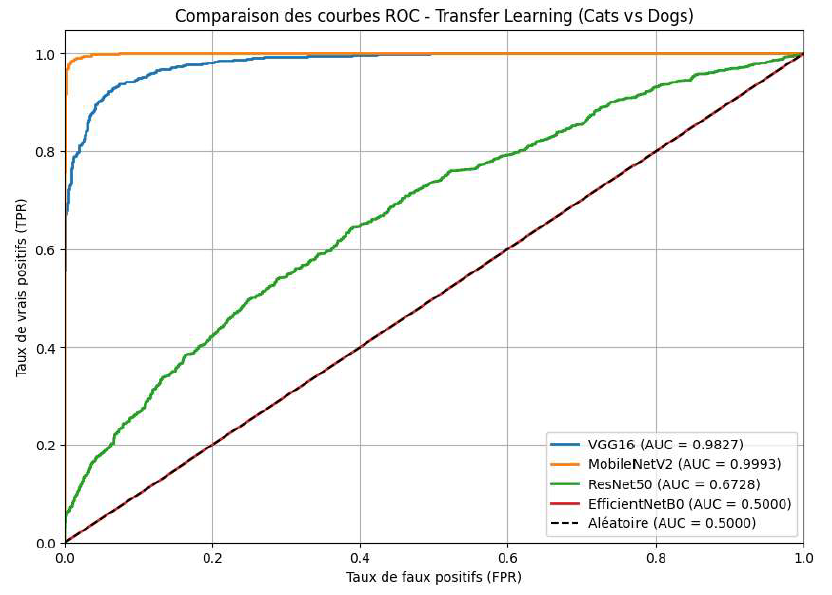 Comparaison des courbes ROC - Transfer Learning (Cats vs Dogs)
1.0
0.8
0.6
0.4
0.2
0.0
Taux de vrais positifs (TPR)
VGG16 (AUC = 0.9827)
MobileNetV2 (AUC = 0.9993)
ResNet50 (AUC = 0.6728)
EfficientNetB0 (AUC = 0.5000)
Aléatoire (AUC = 0.5000)
0.0 0.2 0.4 0.6 0.8 1.0
Taux de faux positifs (FPR)